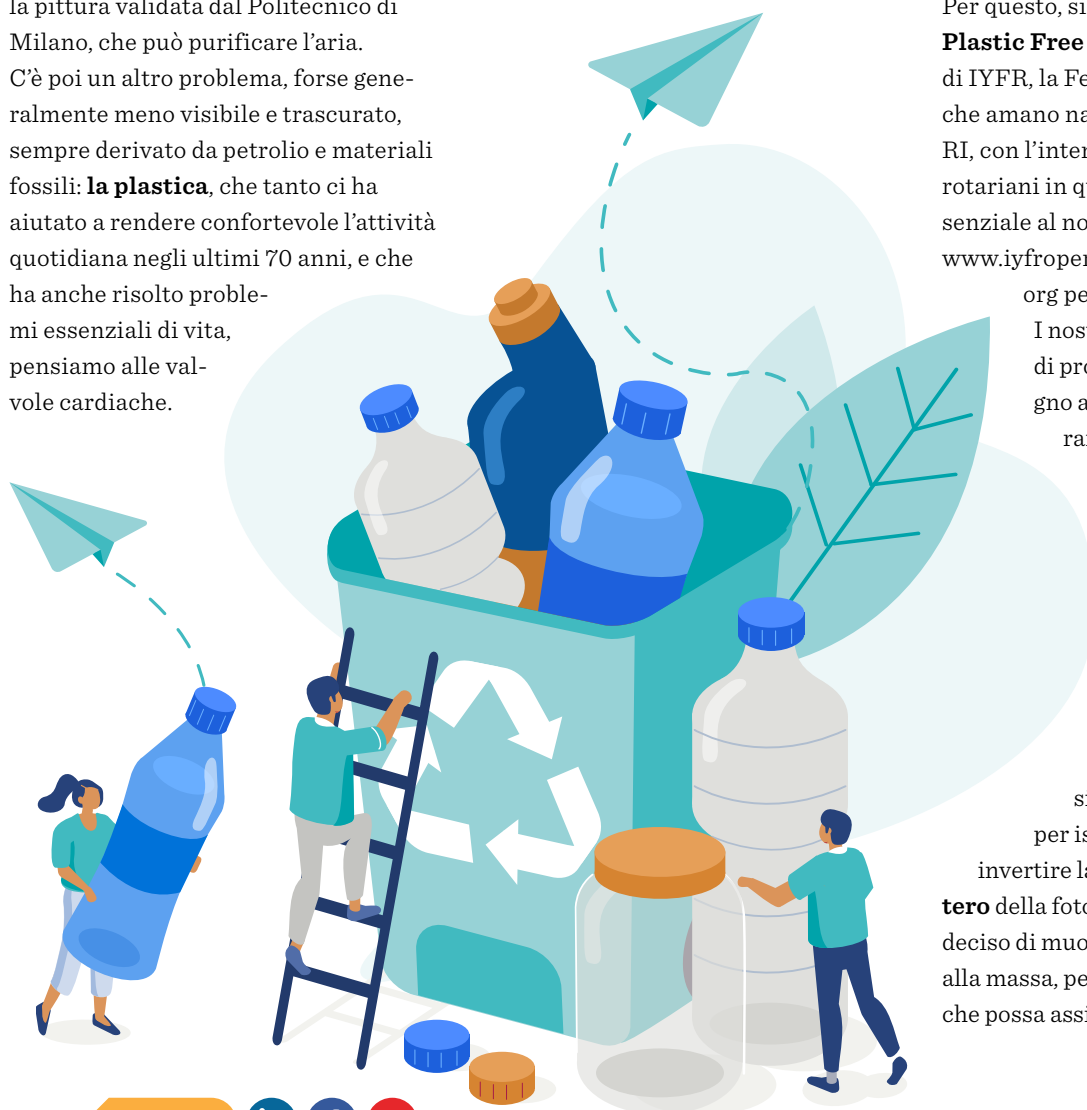 la pittura validata dal Politecnico di
Milano, che può purificare l'aria.
C'è poi un altro problema, forse gene-
ralmente meno visibile e trascurato,
sempre derivato da petrolio e materiali
fossili: la plastica, che tanto ci ha
aiutato a rendere confortevole l'attività
quotidiana negli ultimi 70 anni, e che
ha anche risolto proble-
mi essenziali di vita,
pensiamo alle val-
vole cardiache.
Per questo, si
Plastic Free
di IYFR, la Fe
che amano na
RI, con l'inter
rotariani in
senziale al no
www.iyfroper
org pe
I nos
di pro
gno a
per is
invertire la
tero della foto
deciso di muo
alla massa, pe
che possa assi